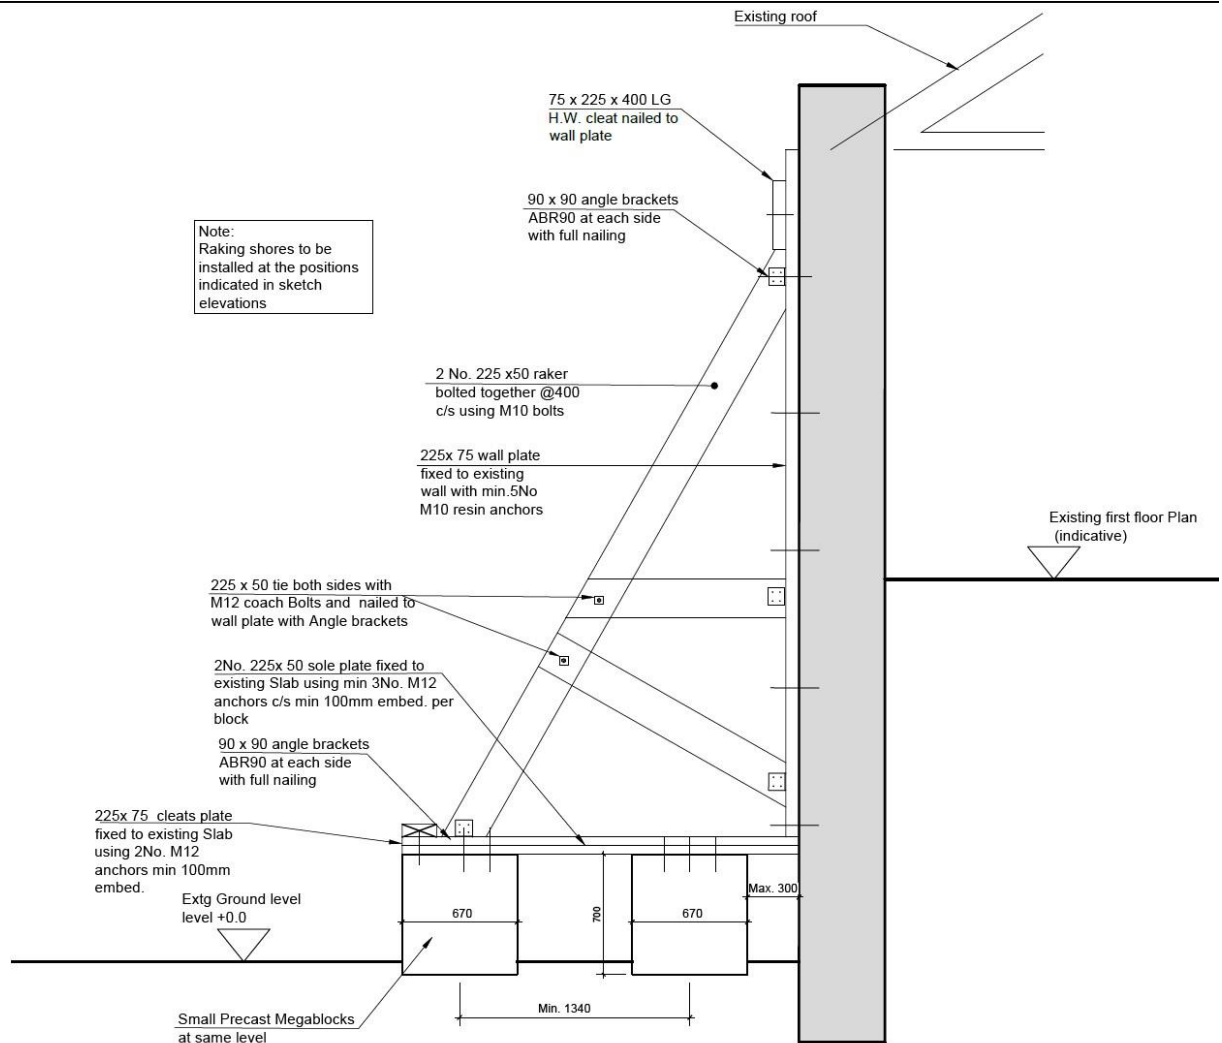 Existing roof
75 x 225 x 400 LG
H.W. cleat nailed to
wall plate
90 x 90 angle brackets
ABR90 at each side
with full nailing
Note:
Raking shores to be
installed at the positions
indicated in sketch
elevations
2 No. 225 x50 raker
bolted together @400
c/s using M10 bolts
225x 75 wall plate
fixed to existing
wall with min.5No
M10 resin anchors
Existing first floor Plan
(indicative)
225 x 50 tie both sides with
M12 coach Bolts and nailed to
wall plate with Angle brackets
2No. 225x 50 sole plate fixed to
existing Slab using min 3No. M12
anchors c/s min 100mm embed. per
block
90 x 90 angle brackets
ABR90 at each side
with full nailing
225x 75 cleats plate
fixed to existing Slab
using 2No. M12
anchors min 100mm
embed.
Extg Ground level
level +0.0
670
700
670
Max. 300
Min. 1340
Small Precast Megablocks
at same level